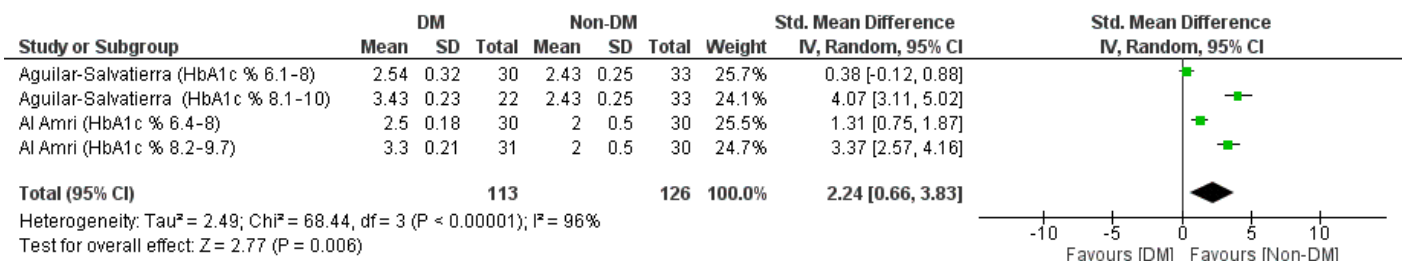 DM Non-DM Std. Mean Difference Std. Mean Difference
Study or Subgroup Mean SD Total Mean SD Total Weight IV, Random, 95% CI IV, Random, 95% CI
Aguilar-Salvatierra (HbA1c % 6.1-8) 2.54 0.32 30 2.43 0.25 33 25.7% 0.38 [-0.12, 0.88]
Aguilar-Salvatierra (HbA1c % 8.1-10) 3.43 0.23 22 2.43 0.25 33 24.1% 4.07 [3.11, 5.02]
Al Amri (HbA1c % 6.4-8) 2.5 0.18 30 2 0.5 30 25.5% 1.31 [0.75, 1.87]
Al Amri (HbA1c % 8.2-9.7) 3.3 0.21 31 2 0.5 30 24.7% 3.37 [2.57, 4.16]
Total (95% CI) 113 126 100.0% 2.24 [0.66, 3.83]
Heterogeneity: Tau² = 2.49; Chi² = 68.44, df = 3 (P < 0.00001); I² = 96%
Test for overall effect: Z = 2.77 (P = 0.006)
-10 -5 0 5 10
Favours [DM] Favours [Non-DM]